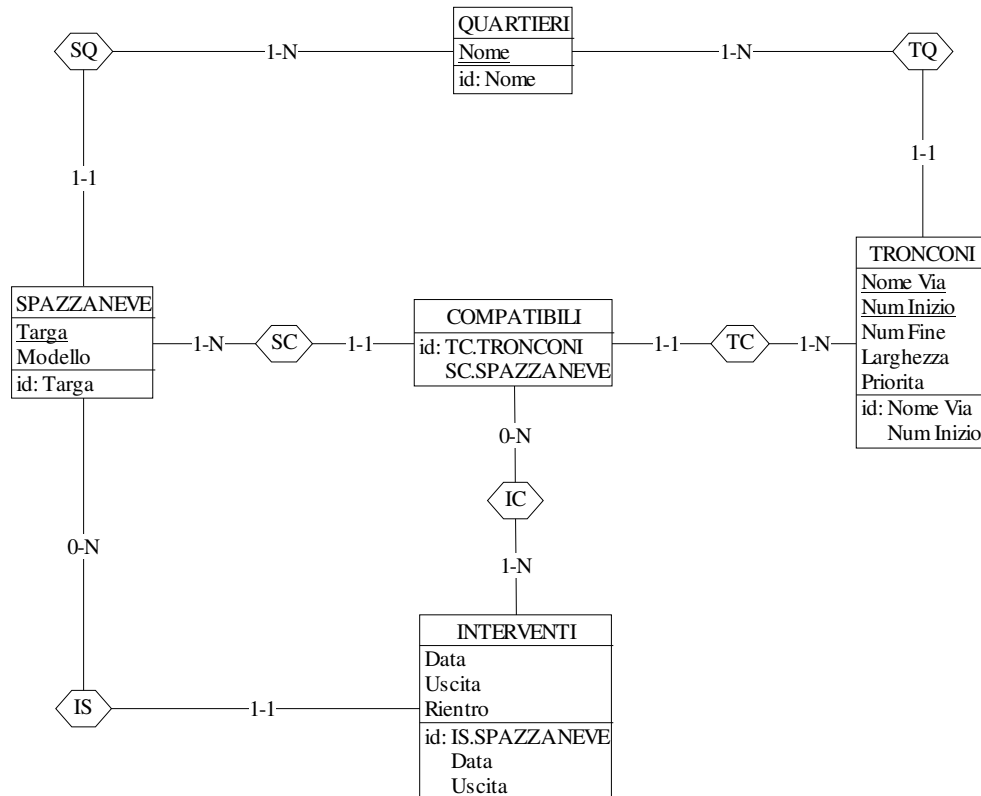 QUARTIERI
SQ
1-N
Nome
1-N
TQ
id: Nome
1-1
1-1
TRONCONI
Nome Via
Num Inizio
Num Fine
Larghezza
Priorita
id: Nome Via
Num Inizio
SPAZZANEVE
Targa
Modello
id: Targa
1-N
SC
1-1
COMPATIBILI
id: TC.TRONCONI
SC.SPAZZANEVE
1-1
TC
1-N
0-N
IC
1-N
0-N
IS
1-1
INTERVENTI
Data
Uscita
Rientro
id: IS.SPAZZANEVE
Data
Uscita